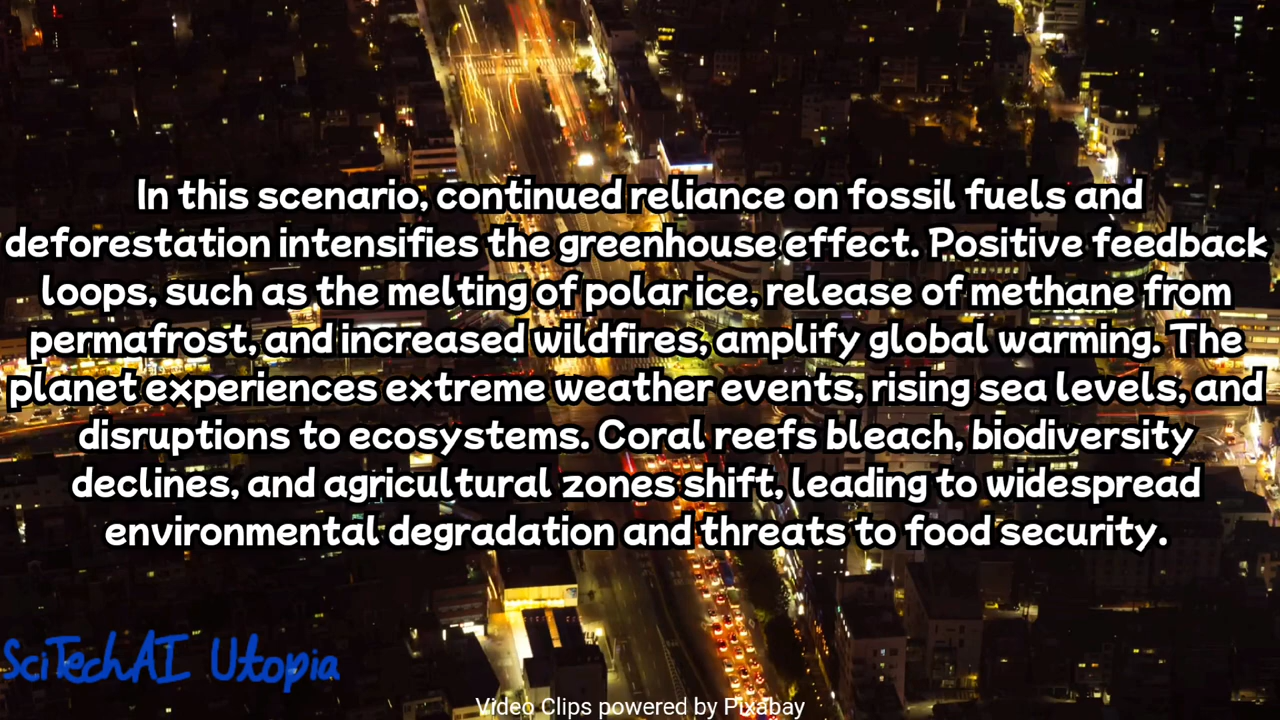 In this scenario, continued reliance on fossil fuels and
deforestation intensifies the greenhouse effect. Positive feedback
loops, such as the melting of polar ice, release of methane from
permafrost, and increased wildfires, amplify global warming. The
planet experiences extreme weather events, rising sea levels, and
disruptions to ecosystems. Coral reefs bleach, biodiversity
declines, and agricultural zones shift, leading to widespread
environmental degradation and threats to food security.
SciTechAI Utopia
Video Clips powered by Pixabay